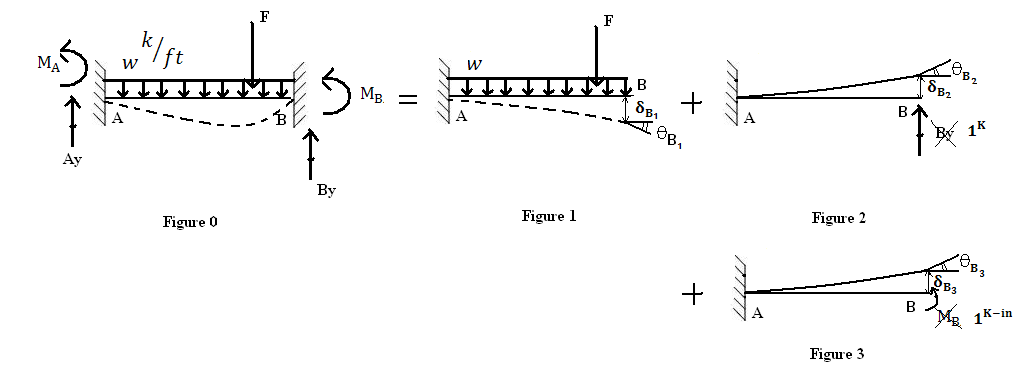 F
w k/ft
M_A
M_B
=
A
B
Ay
By
Figure 0
F
w
B
A
δ_B₁
θ_B₁
Figure 1
+
θ_B₂
δ_B₂
A
B
By 1^K
Figure 2
+
θ_B₃
δ_B₃
A
B
M_B 1^K−in
Figure 3